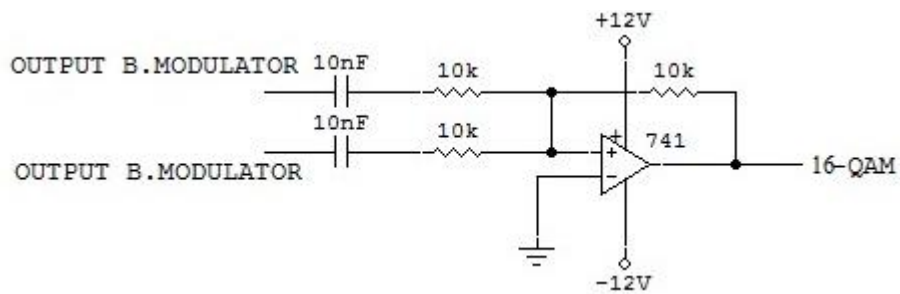 +12V
OUTPUT B.MODULATOR
10nF
10k
10k
10nF
10k
+
741
+
-
OUTPUT B.MODULATOR
16-QAM
-12V